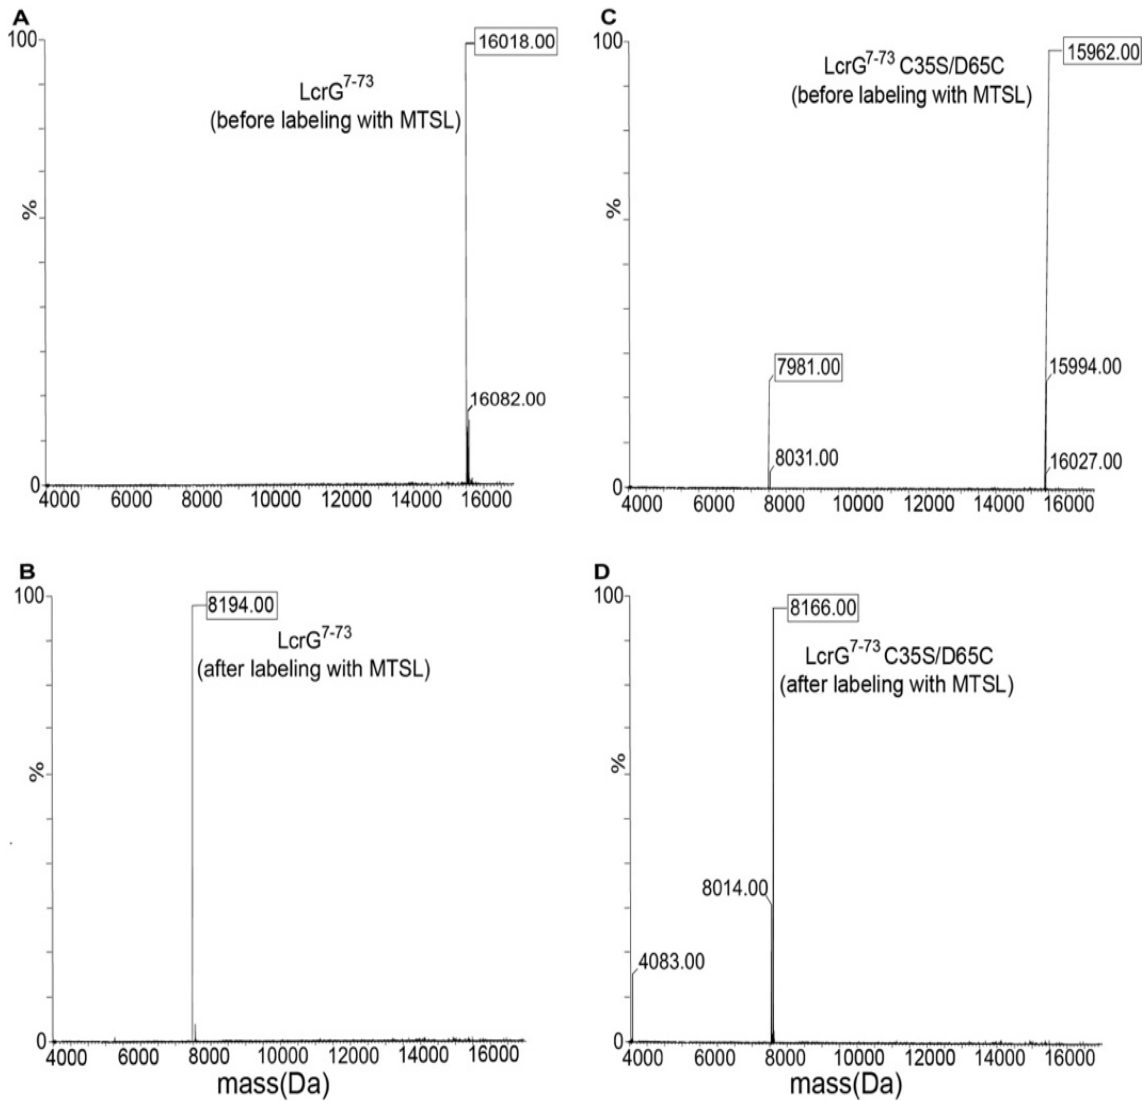 A
100
16018.00
LcrG7-73
(before labeling with MTSL)
%
16082.00
0
4000 6000 8000 10000 12000 14000 16000
C
100
15962.00
LcrG7-73 C35S/D65C
(before labeling with MTSL)
%
7981.00
15994.00
8031.00
16027.00
0
4000 6000 8000 10000 12000 14000 16000
B
100
8194.00
LcrG7-73
(after labeling with MTSL)
%
0
4000 6000 8000 10000 12000 14000 16000
mass(Da)
D
100
8166.00
LcrG7-73 C35S/D65C
(after labeling with MTSL)
%
8014.00
4083.00
0
4000 6000 8000 10000 12000 14000 16000
mass(Da)